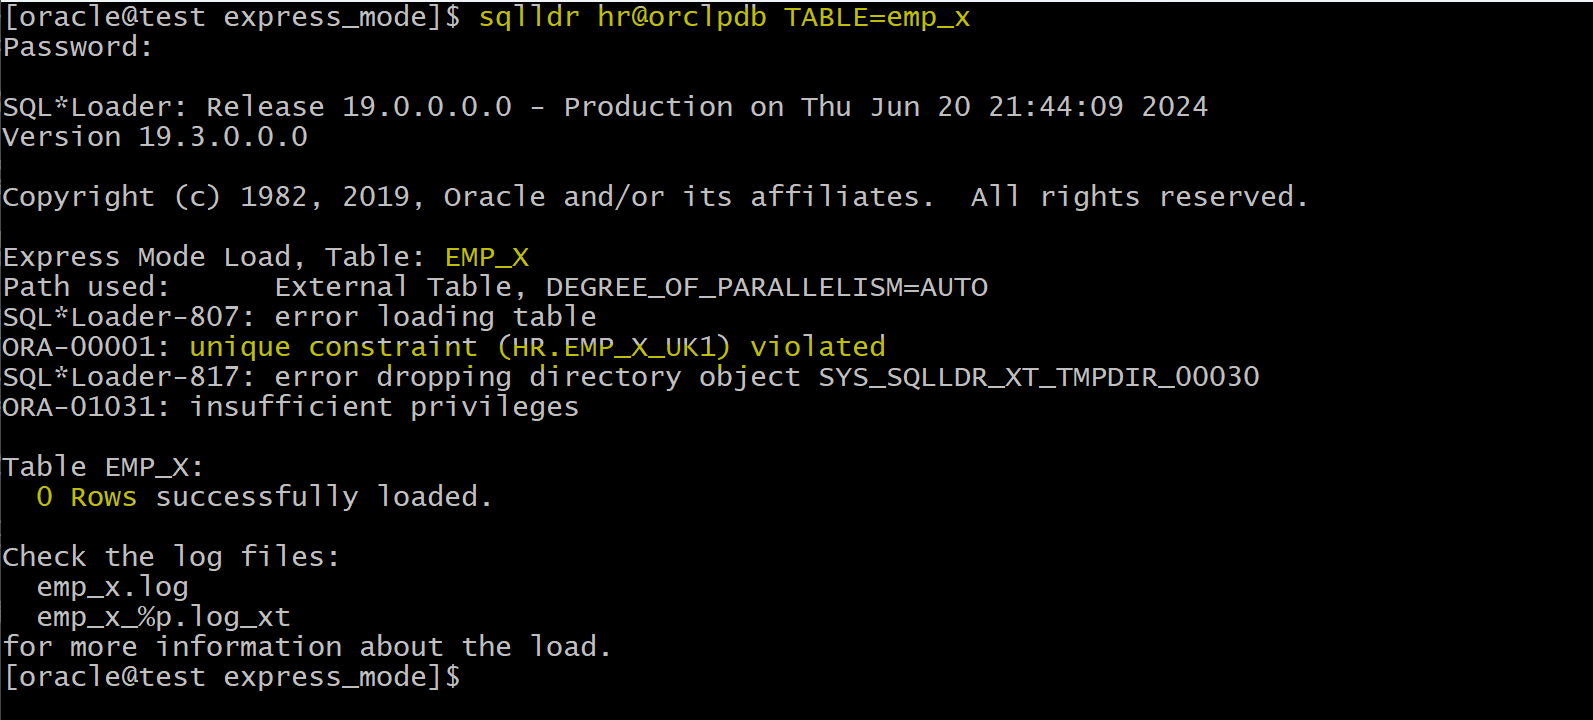 [oracle@test express_mode]$ sqlldr hr@orclpdb TABLE=emp_x
Password:
SQL*Loader: Release 19.0.0.0.0 - Production on Thu Jun 20 21:44:09 2024
Version 19.3.0.0.0
Copyright (c) 1982, 2019, Oracle and/or its affiliates.  All rights reserved.
Express Mode Load, Table: EMP_X
Path used:      External Table, DEGREE_OF_PARALLELISM=AUTO
SQL*Loader-807: error loading table
ORA-00001: unique constraint (HR.EMP_X_UK1) violated
SQL*Loader-817: error dropping directory object SYS_SQLLDR_XT_TMPDIR_00030
ORA-01031: insufficient privileges
Table EMP_X:
  0 Rows successfully loaded.
Check the log files:
  emp_x.log
  emp_x_%p.log_xt
for more information about the load.
[oracle@test express_mode]$